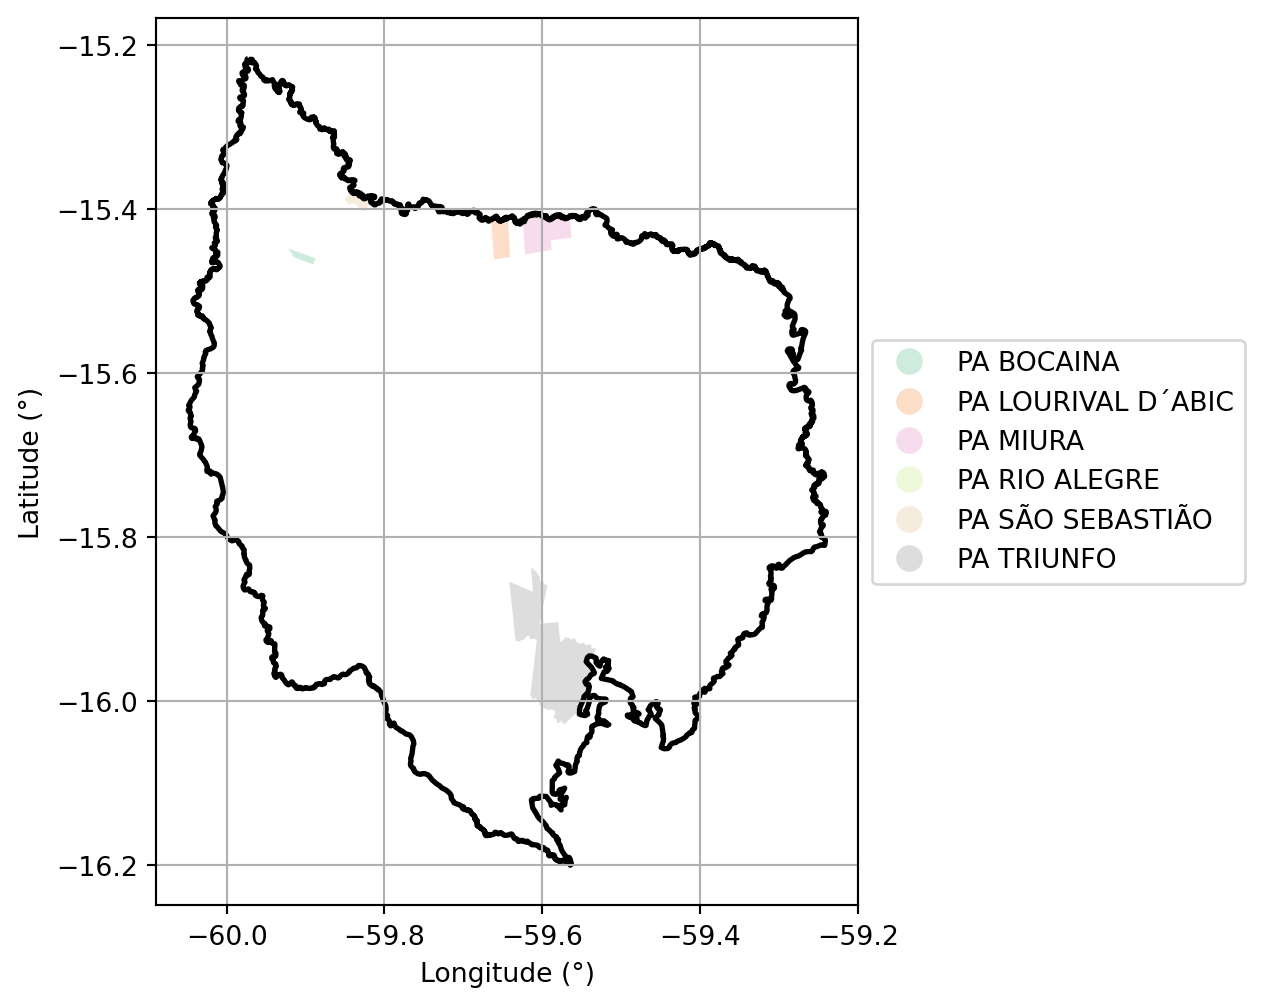 −15.2
−15.4
−15.6
−15.8
−16.0
−16.2
Latitude (°)
−60.0 −59.8 −59.6 −59.4 −59.2
Longitude (°)
PA BOCAINA
PA LOURIVAL D´ABIC
PA MIURA
PA RIO ALEGRE
PA SÃO SEBASTIÃO
PA TRIUNFO